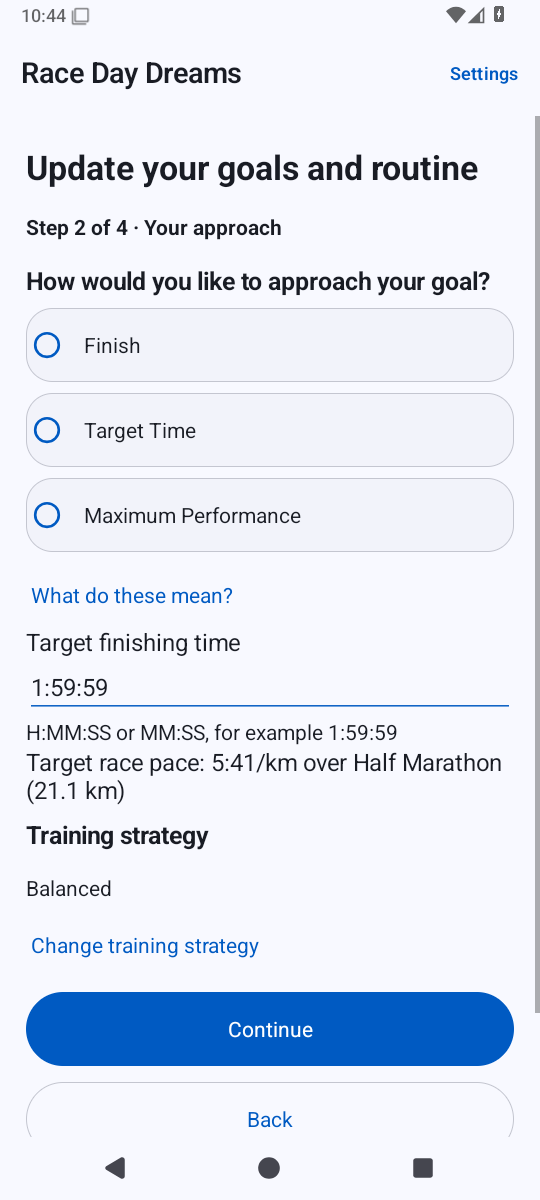 10:44
Race Day Dreams
Settings
Update your goals and routine
Step 2 of 4 · Your approach
How would you like to approach your goal?
Finish
Target Time
Maximum Performance
What do these mean?
Target finishing time
1:59:59
H:MM:SS or MM:SS, for example 1:59:59
Target race pace: 5:41/km over Half Marathon
(21.1 km)
Training strategy
Balanced
Change training strategy
Continue
Back